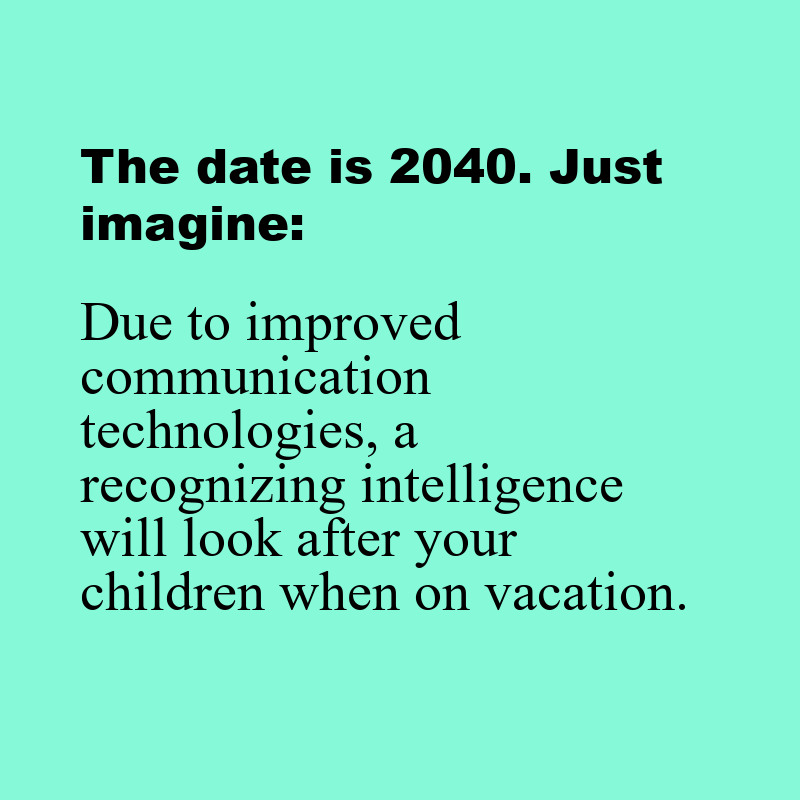 The date is 2040. Just
imagine:
Due to improved
communication
technologies, a
recognizing intelligence
will look after your
children when on vacation.